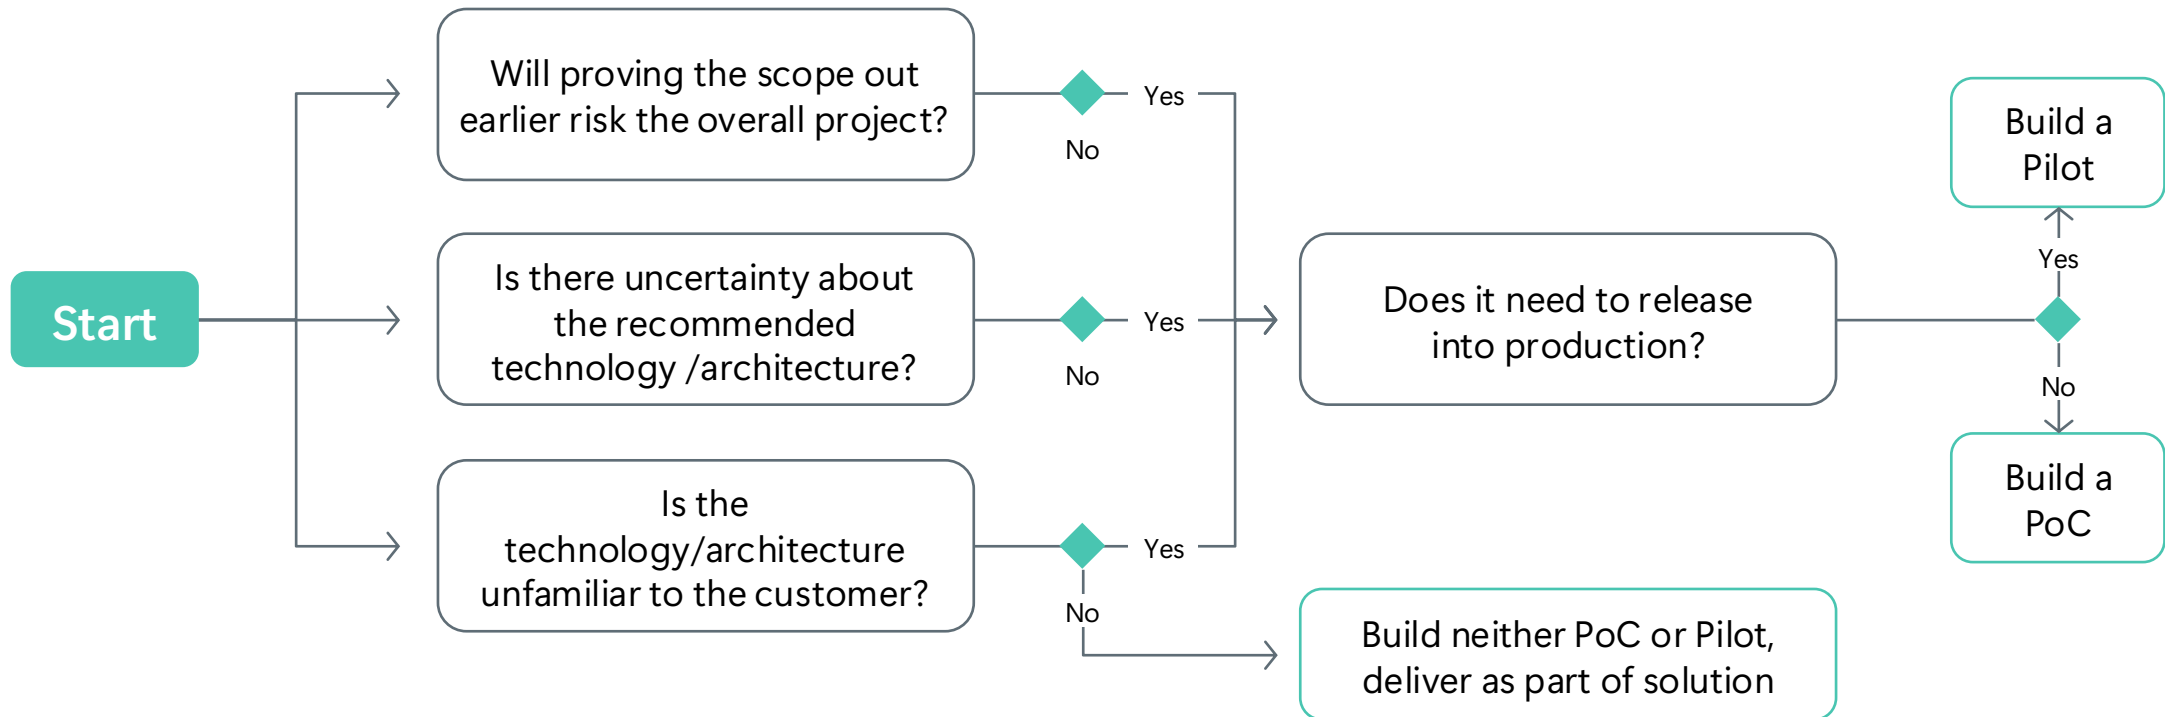 Start
Will proving the scope out
earlier risk the overall project?
Yes
No
Is there uncertainty about
the recommended
technology /architecture?
Yes
No
Is the
technology/architecture
unfamiliar to the customer?
Yes
No
Does it need to release
into production?
Yes
No
Build a
Pilot
Build a
PoC
Build neither PoC or Pilot,
deliver as part of solution